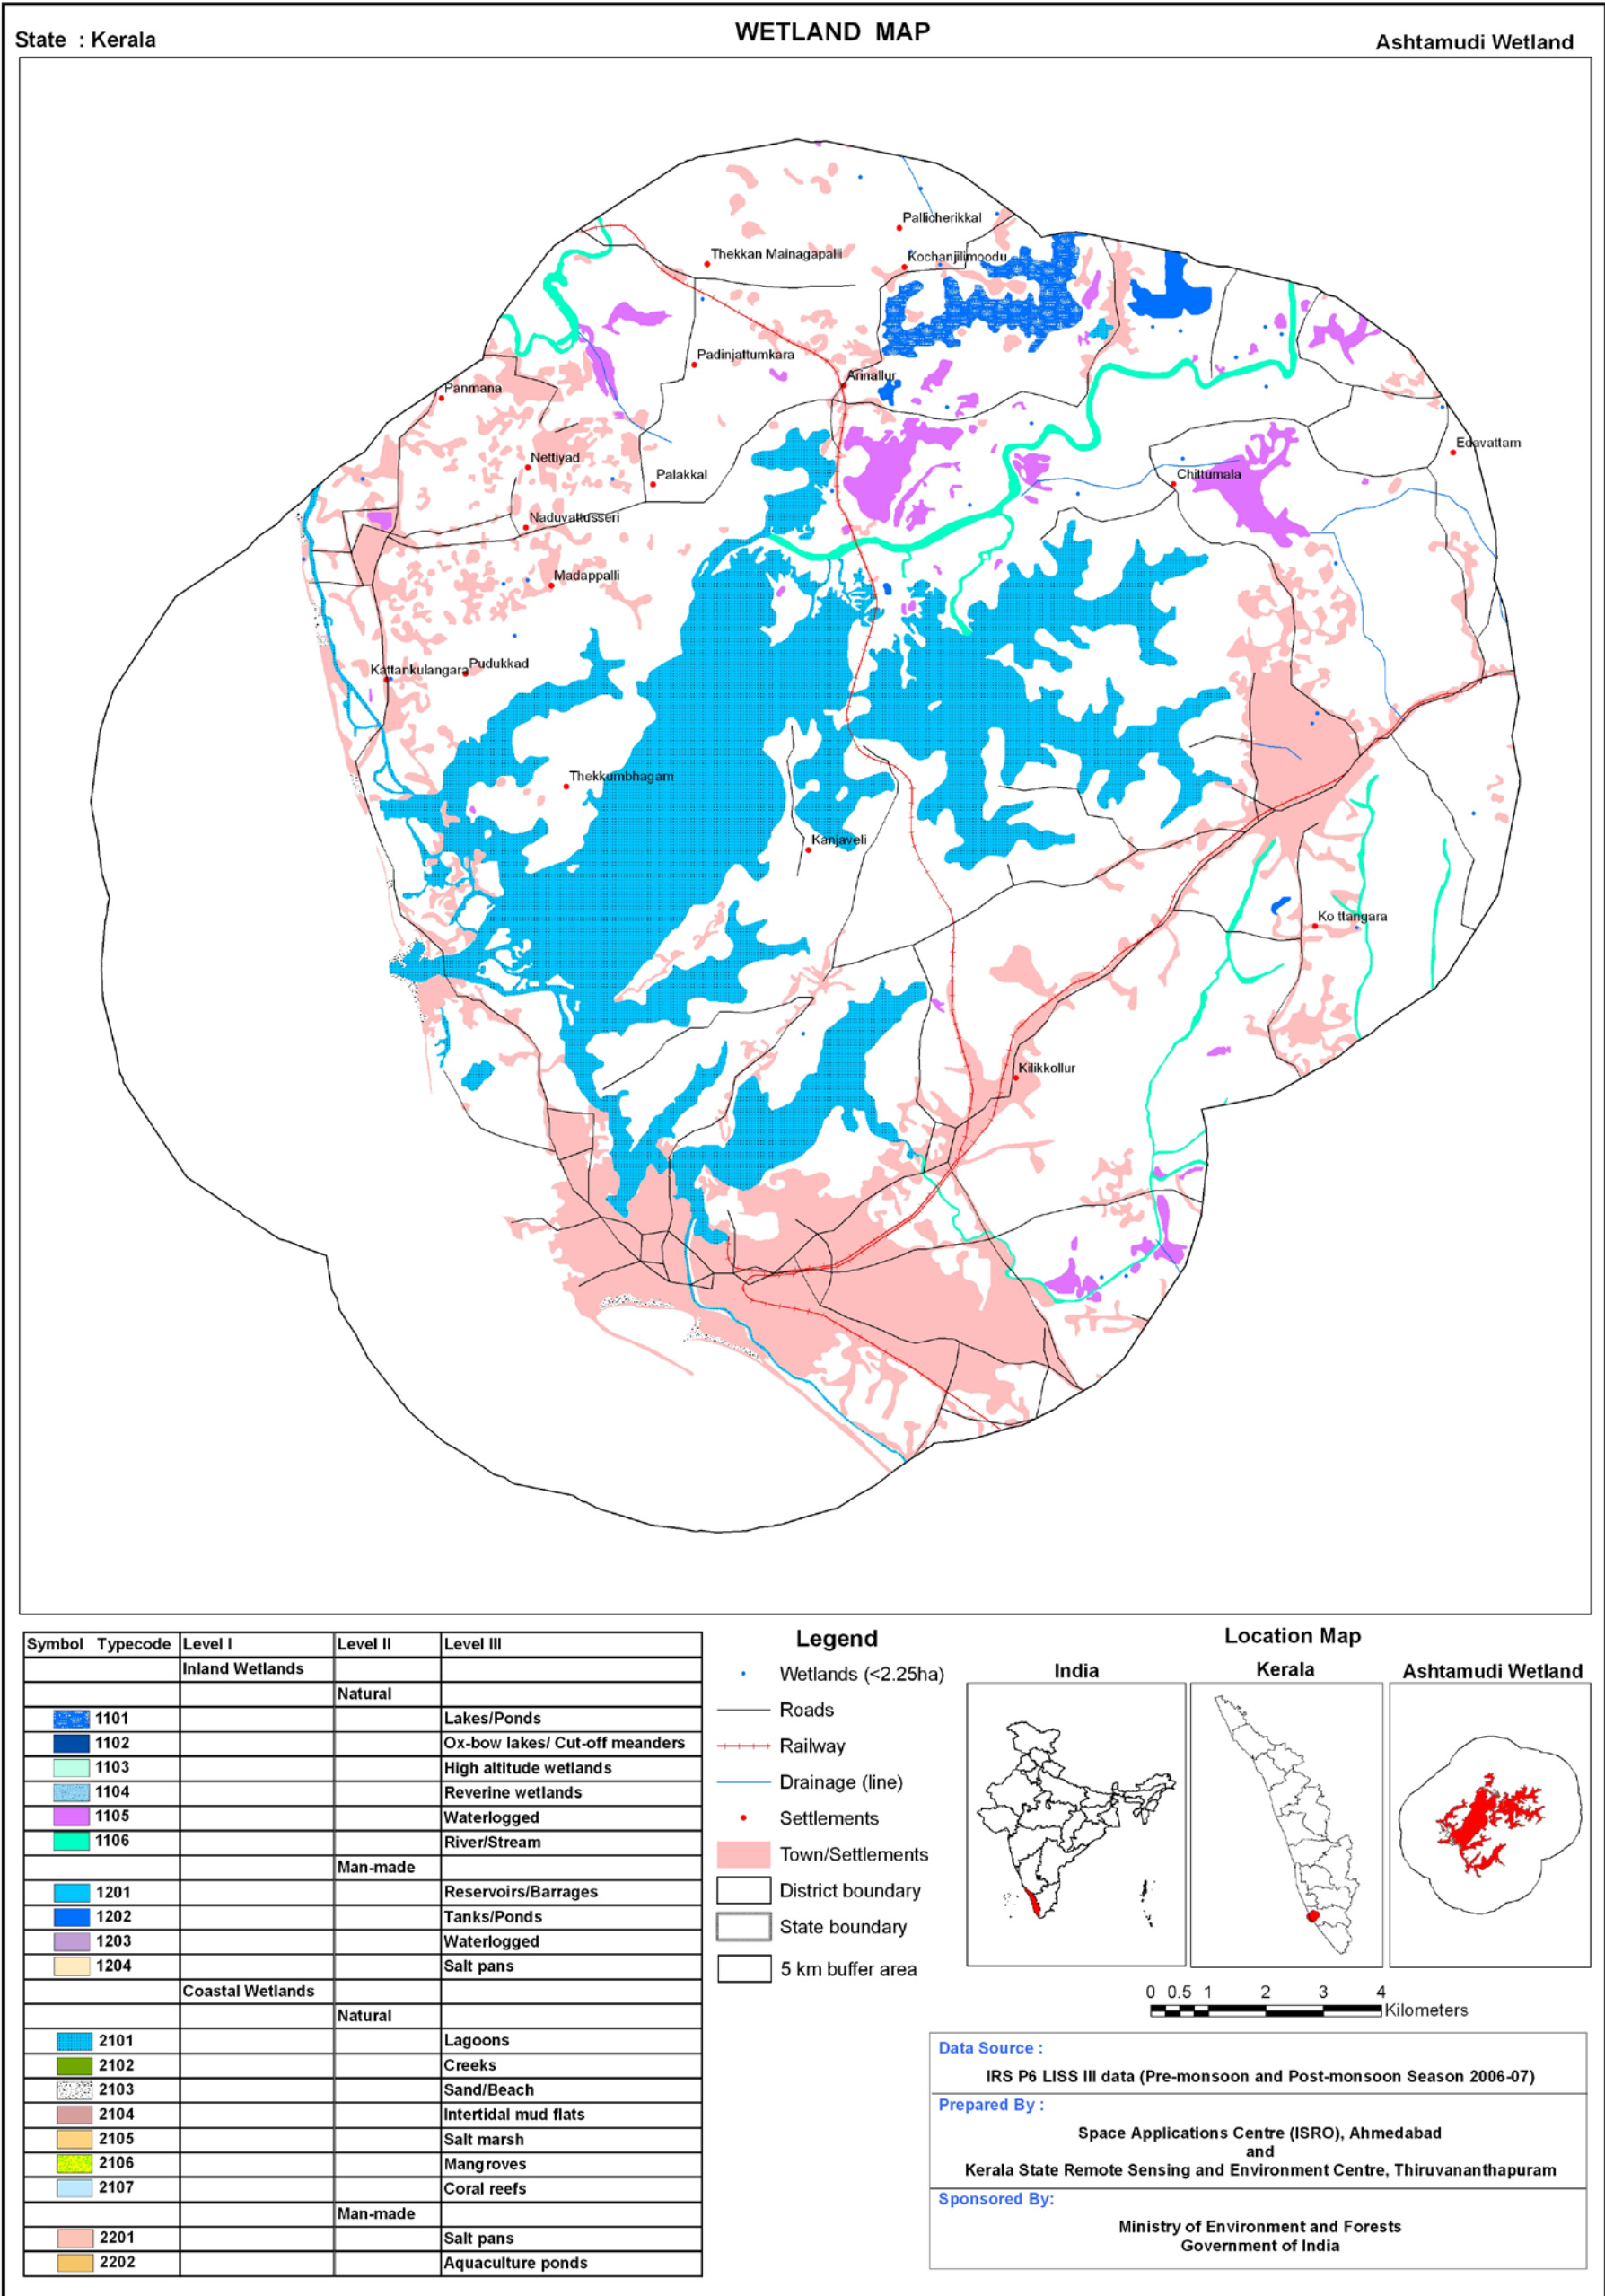 WETLAND MAP
State : Kerala
Ashtamudi Wetland
Pallicherikkal
Thekkan Mainagapalli
Kochanjilimoodu
Padinjattumkara
Arinallur
Panmana
Edavattam
Nettiyad
Palakkal
Chittumala
Naduvattusseri
Madappalli
Kattankulangara
Pudukkad
Thekkumbhagam
Kanjaveli
Ko ttangara
Kilikkollur
Symbol Typecode Level I Level II Level III
Inland Wetlands
Natural
1101 Lakes/Ponds
1102 Ox-bow lakes/ Cut-off meanders
1103 High altitude wetlands
1104 Reverine wetlands
1105 Waterlogged
1106 River/Stream
Man-made
1201 Reservoirs/Barrages
1202 Tanks/Ponds
1203 Waterlogged
1204 Salt pans
Coastal Wetlands
Natural
2101 Lagoons
2102 Creeks
2103 Sand/Beach
2104 Intertidal mud flats
2105 Salt marsh
2106 Mangroves
2107 Coral reefs
Man-made
2201 Salt pans
2202 Aquaculture ponds
Legend
Wetlands (<2.25ha)
Roads
Railway
Drainage (line)
Settlements
Town/Settlements
District boundary
State boundary
5 km buffer area
Location Map
India
Kerala
Ashtamudi Wetland
0 0.5 1 2 3 4
Kilometers
Data Source :
IRS P6 LISS III data (Pre-monsoon and Post-monsoon Season 2006-07)
Prepared By :
Space Applications Centre (ISRO), Ahmedabad
and
Kerala State Remote Sensing and Environment Centre, Thiruvananthapuram
Sponsored By:
Ministry of Environment and Forests
Government of India